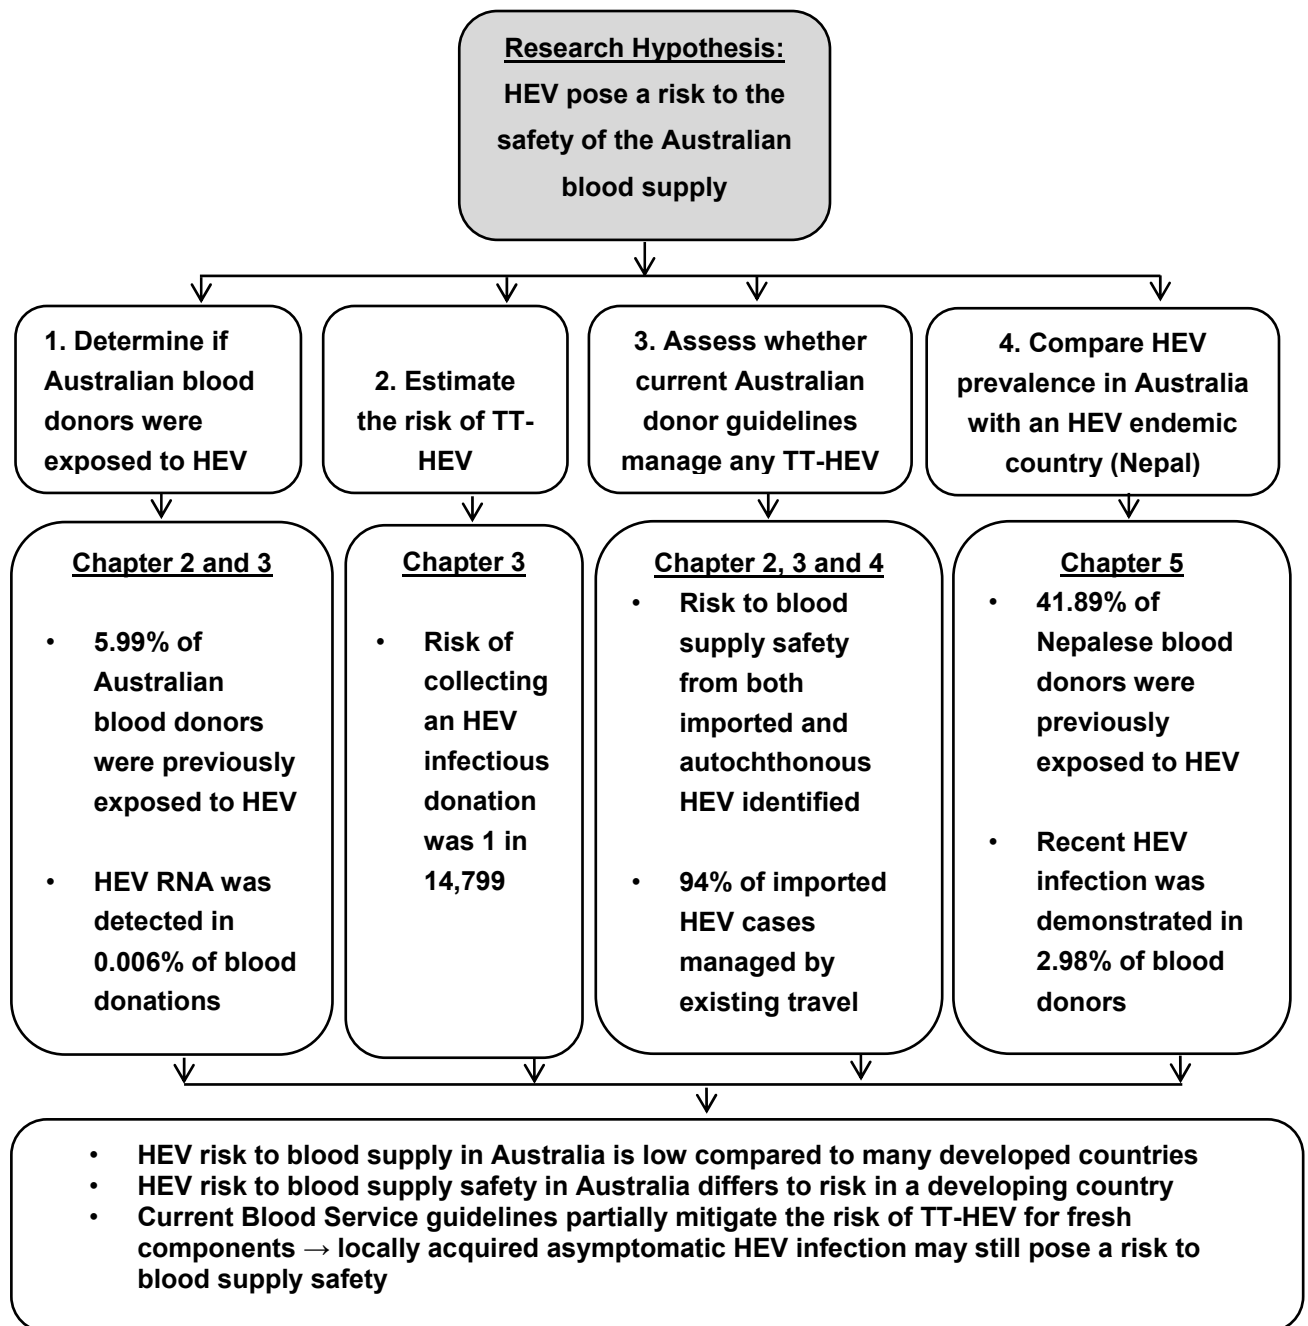 Research Hypothesis:
HEV pose a risk to the
safety of the Australian
blood supply
1. Determine if
Australian blood
donors were
exposed to HEV
2. Estimate
the risk of TT-
HEV
3. Assess whether
current Australian
donor guidelines
manage any TT-HEV
4. Compare HEV
prevalence in Australia
with an HEV endemic
country (Nepal)
Chapter 2 and 3
• 5.99% of
Australian
blood donors
were previously
exposed to HEV
• HEV RNA was
detected in
0.006% of blood
donations
Chapter 3
• Risk of
collecting
an HEV
infectious
donation
was 1 in
14,799
Chapter 2, 3 and 4
• Risk to blood
supply safety
from both
imported and
autochthonous
HEV identified
• 94% of imported
HEV cases
managed by
existing travel
Chapter 5
• 41.89% of
Nepalese blood
donors were
previously
exposed to HEV
• Recent HEV
infection was
demonstrated in
2.98% of blood
donors
• HEV risk to blood supply in Australia is low compared to many developed countries
• HEV risk to blood supply safety in Australia differs to risk in a developing country
• Current Blood Service guidelines partially mitigate the risk of TT-HEV for fresh
components → locally acquired asymptomatic HEV infection may still pose a risk to
blood supply safety